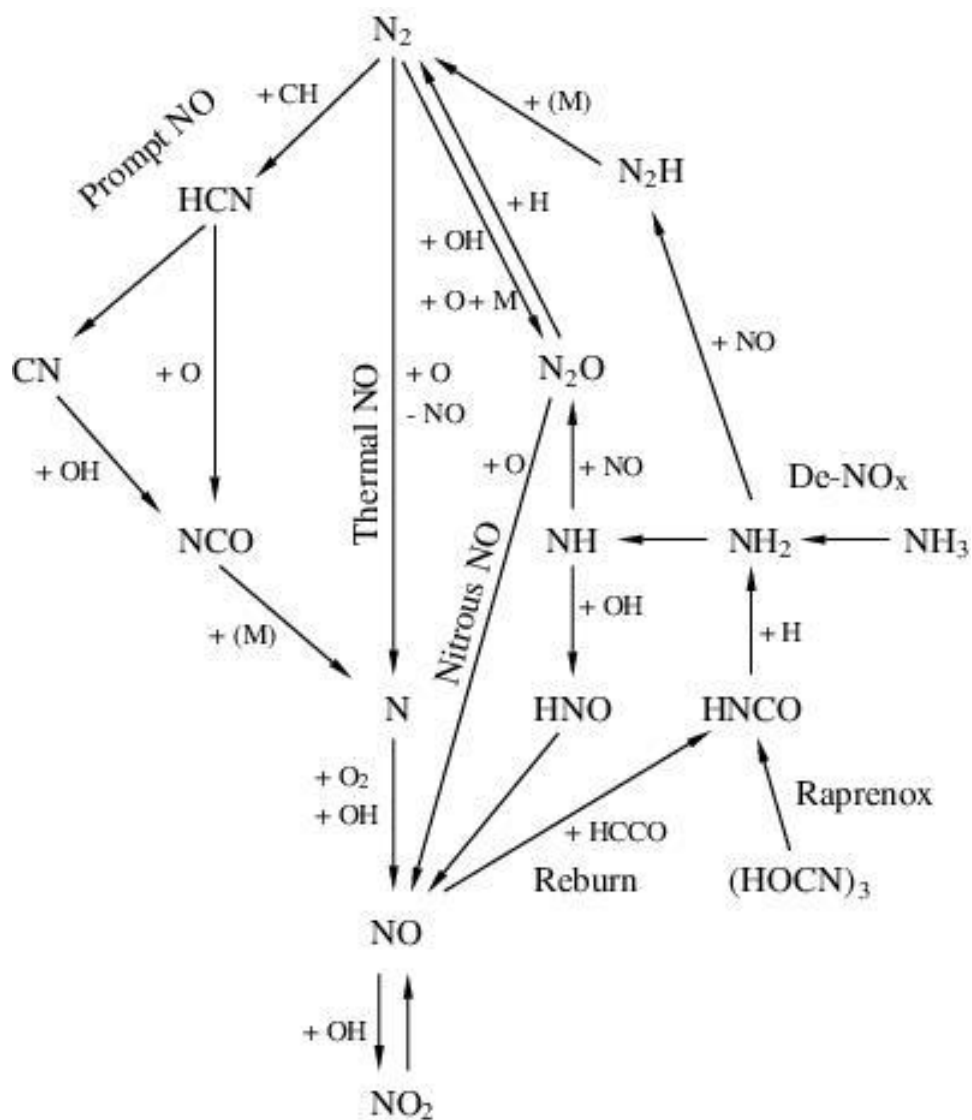 N₂
+ CH
+ (M)
Prompt NO
N₂H
HCN
+ H
+ OH
+ O + M
CN
+ O
+ O
- NO
N₂O
+ NO
Thermal NO
+ OH
+ O
+ NO
De-NOₓ
NCO
NH
NH₂
NH₃
Nitrous NO
+ (M)
+ OH
+ H
N
HNO
HNCO
+ O₂
+ OH
+ HCCO
Raprenox
Reburn
(HOCN)₃
NO
+ OH
NO₂